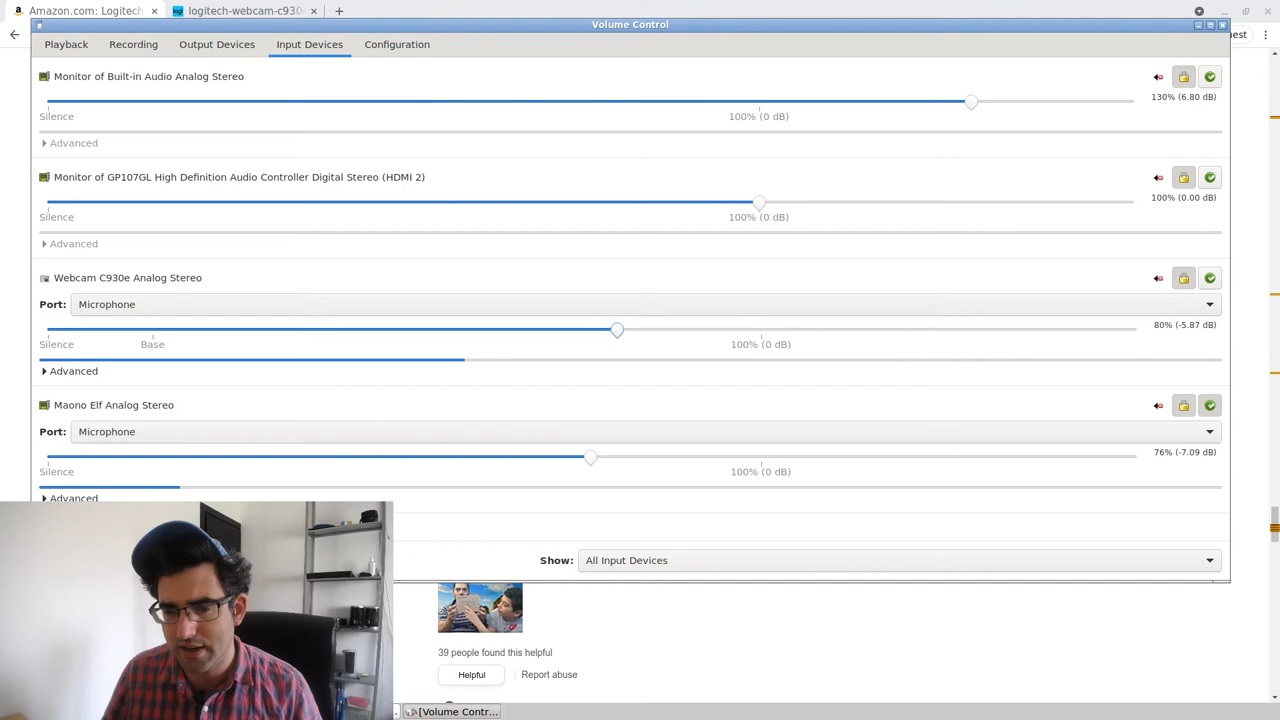 Amazon.com: Logitech
logitech-webcam-c930
Volume Control
Playback
Recording
Output Devices
Input Devices
Configuration
Monitor of Built-in Audio Analog Stereo
130% (6.80 dB)
Silence
100% (0 dB)
Advanced
Monitor of GP107GL High Definition Audio Controller Digital Stereo (HDMI 2)
100% (0.00 dB)
Silence
100% (0 dB)
Advanced
Webcam C930e Analog Stereo
Port:
Microphone
80% (-5.87 dB)
Silence
Base
100% (0 dB)
Advanced
Maono Elf Analog Stereo
Port:
Microphone
76% (-7.09 dB)
Silence
100% (0 dB)
Advanced
Show:
All Input Devices
39 people found this helpful
Helpful
Report abuse
[Volume Contr...